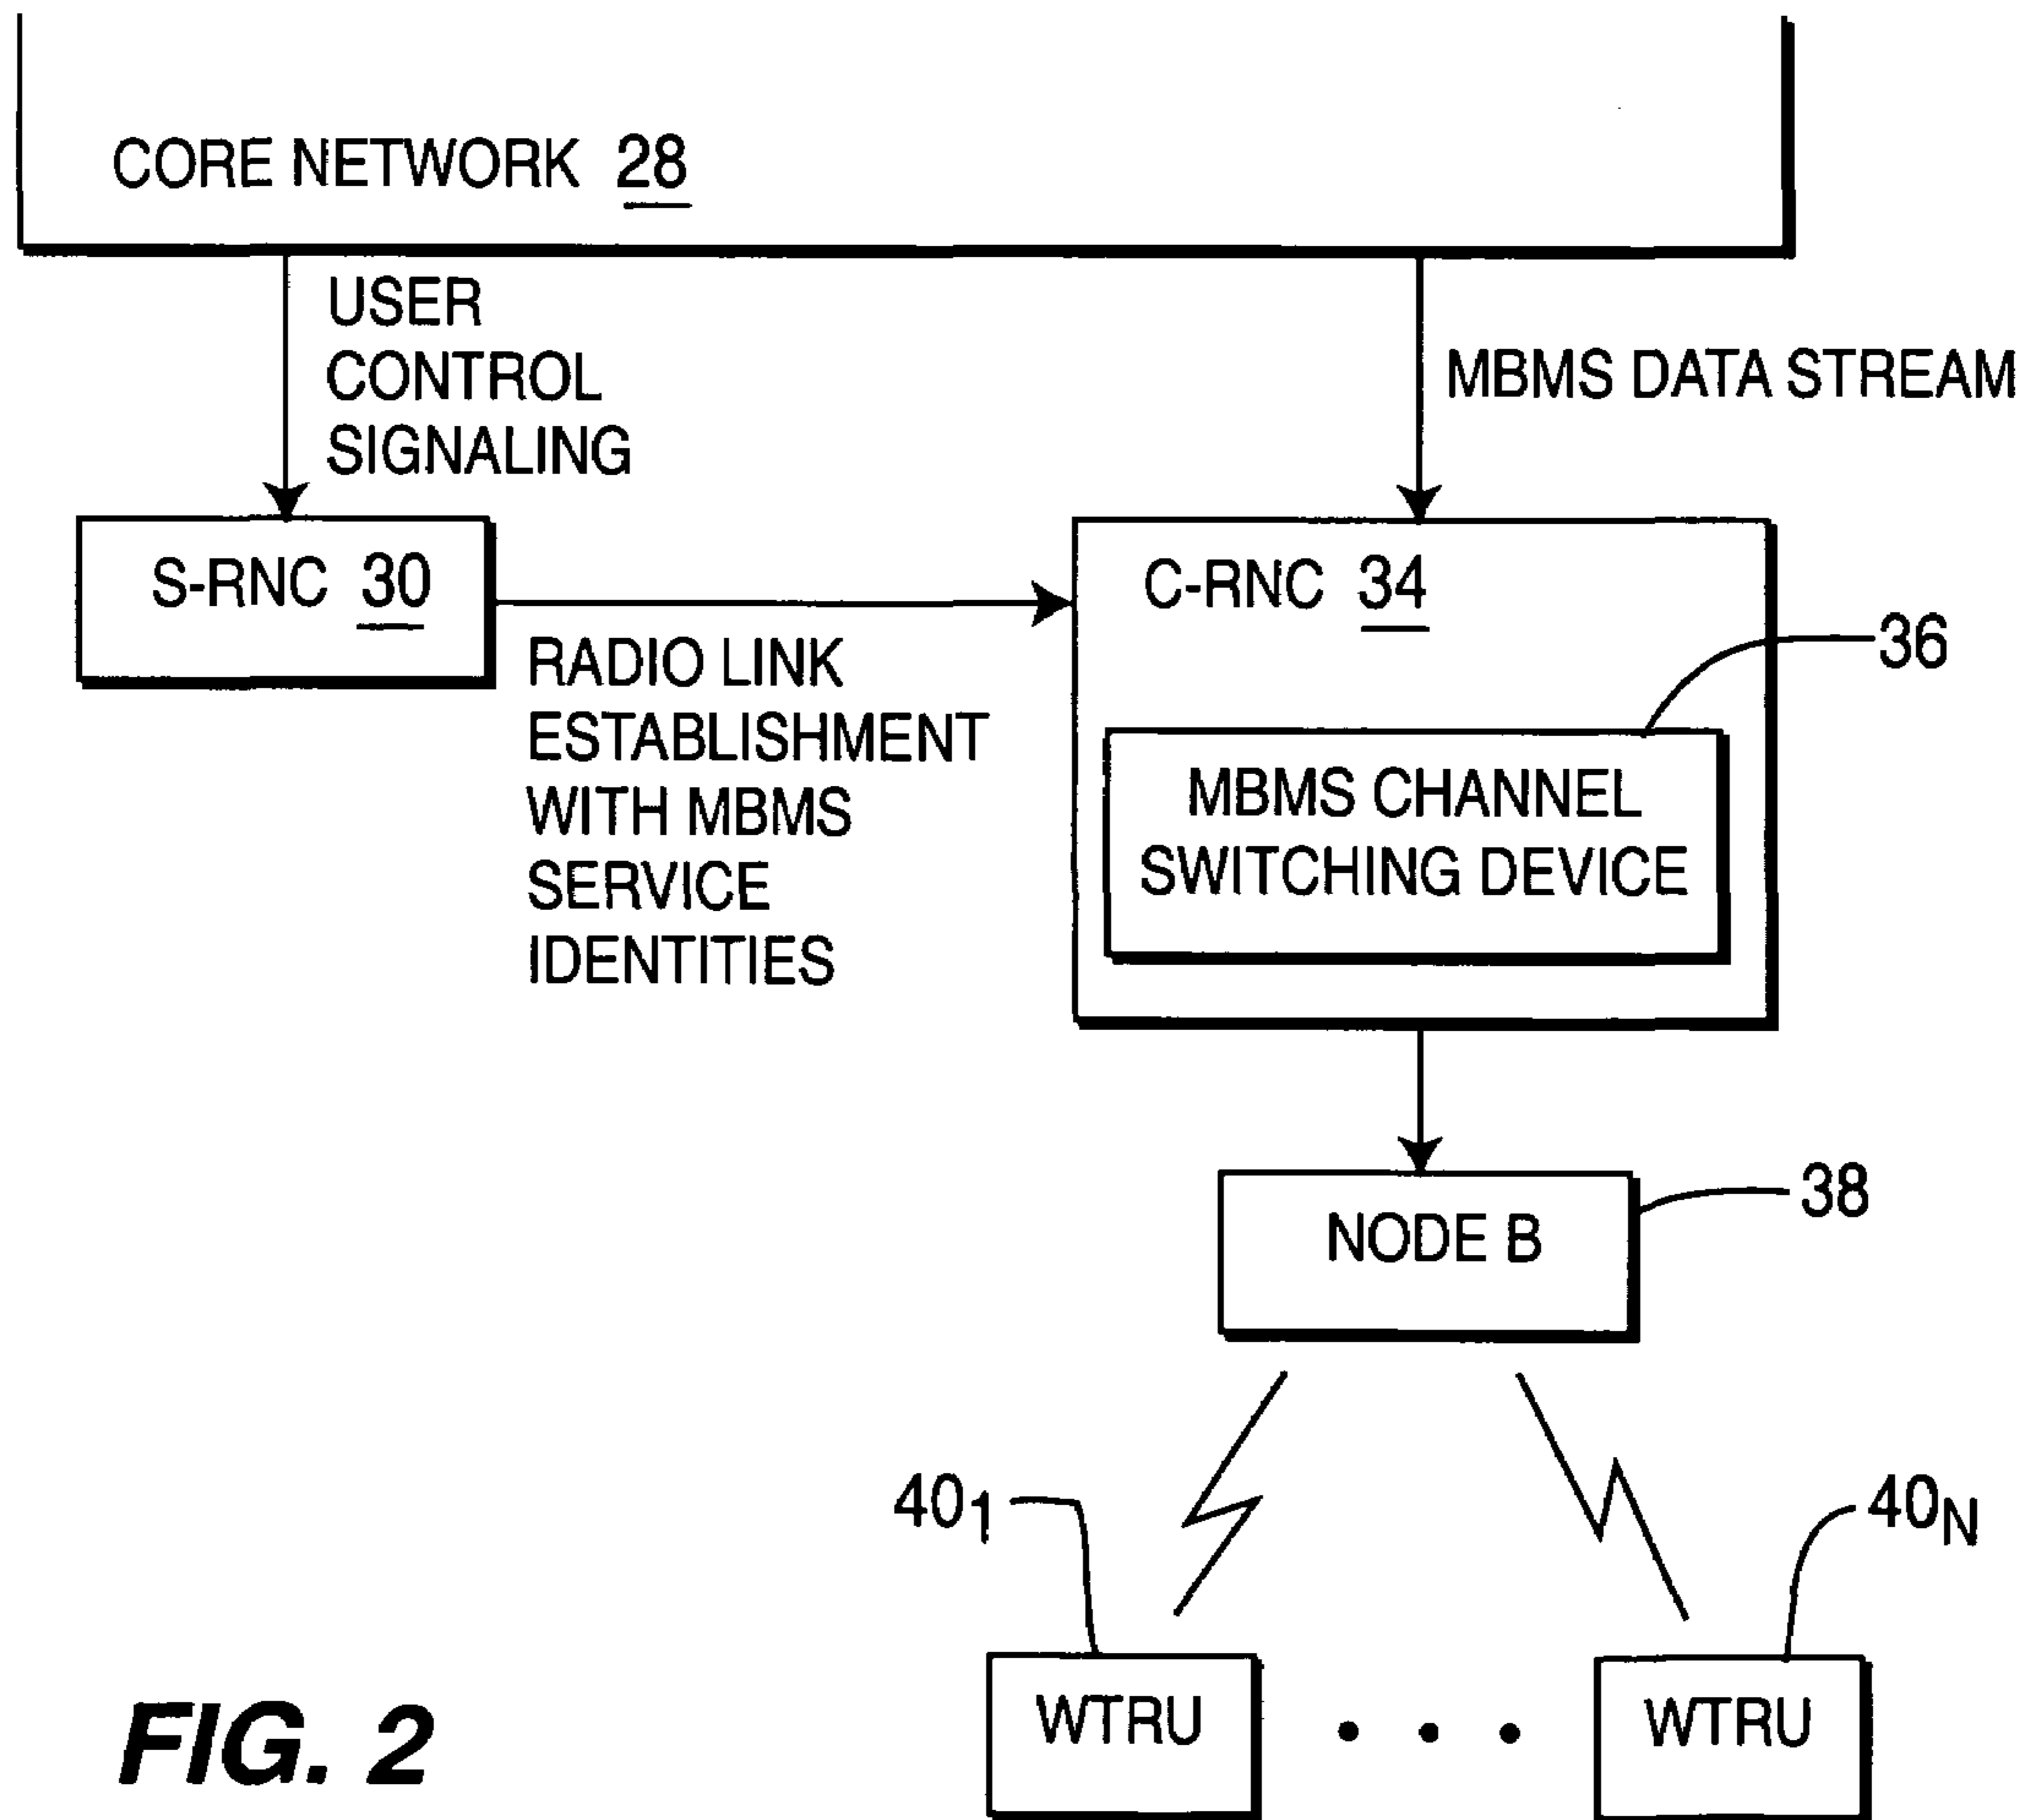 CORE NETWORK 28
USER
CONTROL
SIGNALING
MBMS DATA STREAM
S-RNC 30
C-RNC 34
36
RADIO LINK
ESTABLISHMENT
WITH MBMS
SERVICE
IDENTITIES
MBMS CHANNEL
SWITCHING DEVICE
NODE B
38
40₁
40N
WTRU
• • •
WTRU
FIG. 2